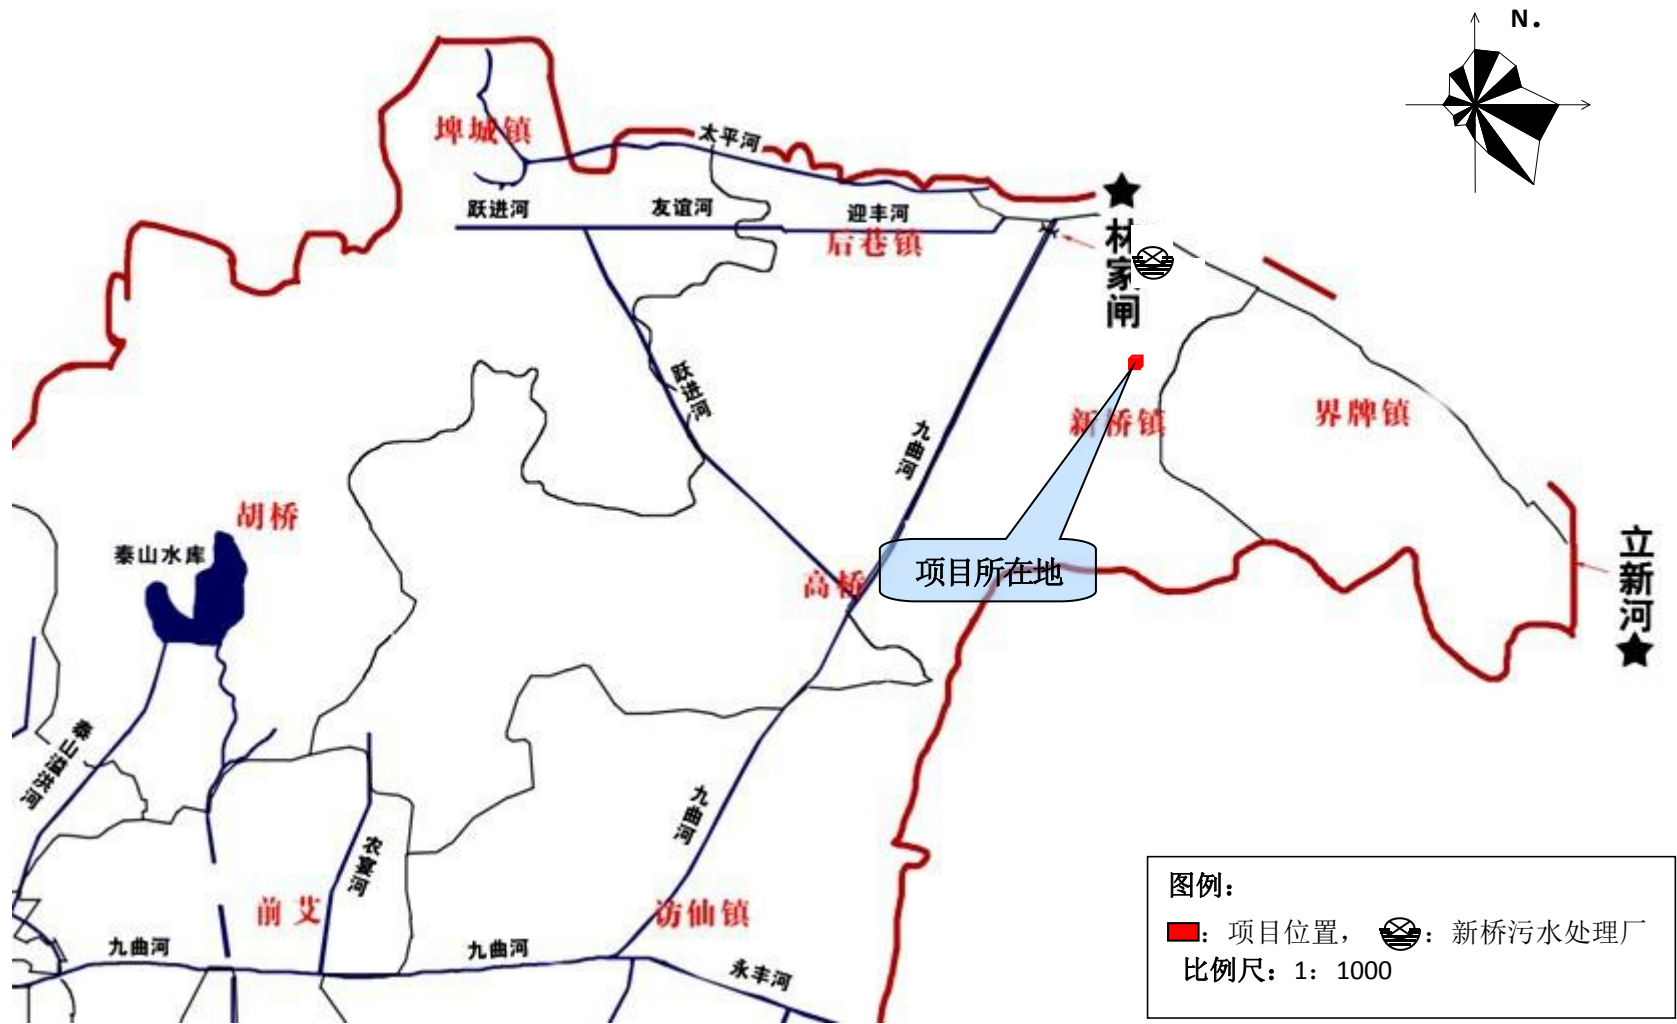 N.
埤城镇
太平河
跃进河
友谊河
迎丰河
后巷镇
林家闸
跃进河
九曲河
新桥镇
界牌镇
胡桥
泰山水库
高桥
项目所在地
立新河
泰山溢洪河
九曲河
农宴河
前艾
访仙镇
九曲河
九曲河
永丰河
图例：
：项目位置，：新桥污水处理厂
比例尺：1：1000